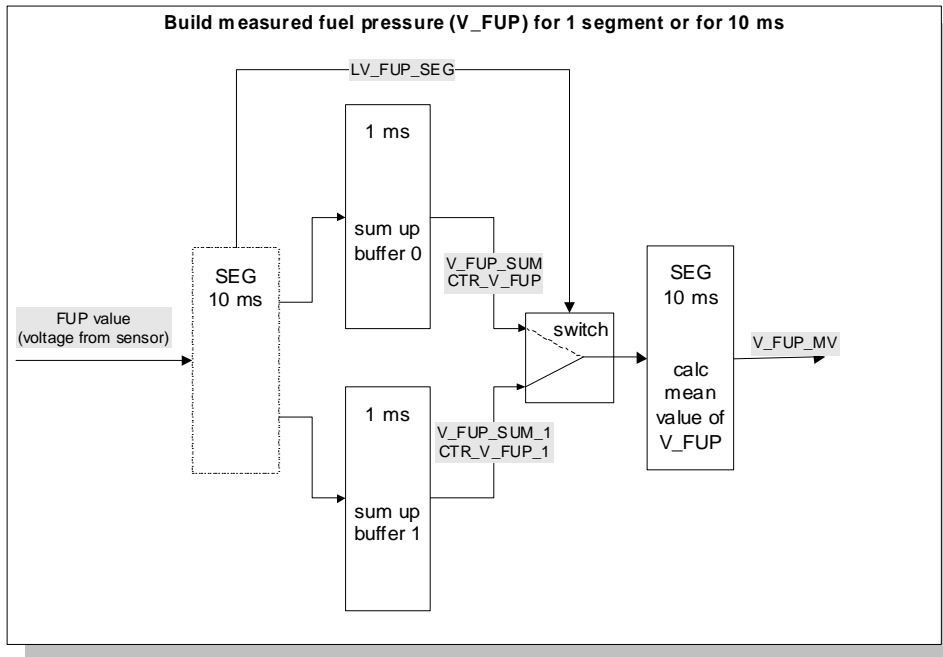 Build measured fuel pressure (V_FUP) for 1 segment or for 10 ms
LV_FUP_SEG
1 ms
sum up
buffer 0
V_FUP_SUM
CTR_V_FUP
SEG
10 ms
FUP value
(voltage from sensor)
switch
SEG
10 ms
calc
mean
value of
V_FUP
V_FUP_MV
1 ms
sum up
buffer 1
V_FUP_SUM_1
CTR_V_FUP_1